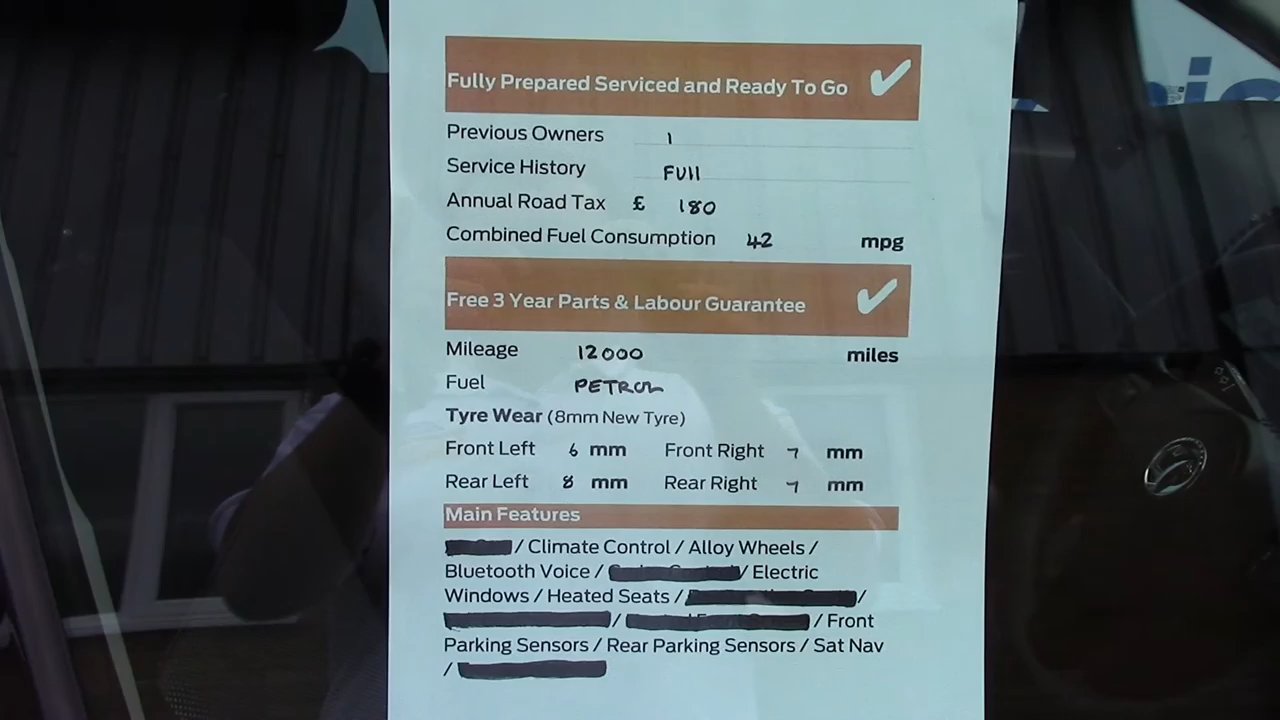 Fully Prepared Serviced and Ready To Go
Previous Owners 1
Service History FUll
Annual Road Tax £ 180
Combined Fuel Consumption 42 mpg
Free 3 Year Parts & Labour Guarantee
Mileage 12000 miles
Fuel PETROL
Tyre Wear (8mm New Tyre)
Front Left 6 mm Front Right 7 mm
Rear Left 8 mm Rear Right 7 mm
Main Features
/ Climate Control / Alloy Wheels /
Bluetooth Voice / / Electric
Windows / Heated Seats / /
/ / Front
Parking Sensors / Rear Parking Sensors / Sat Nav
/